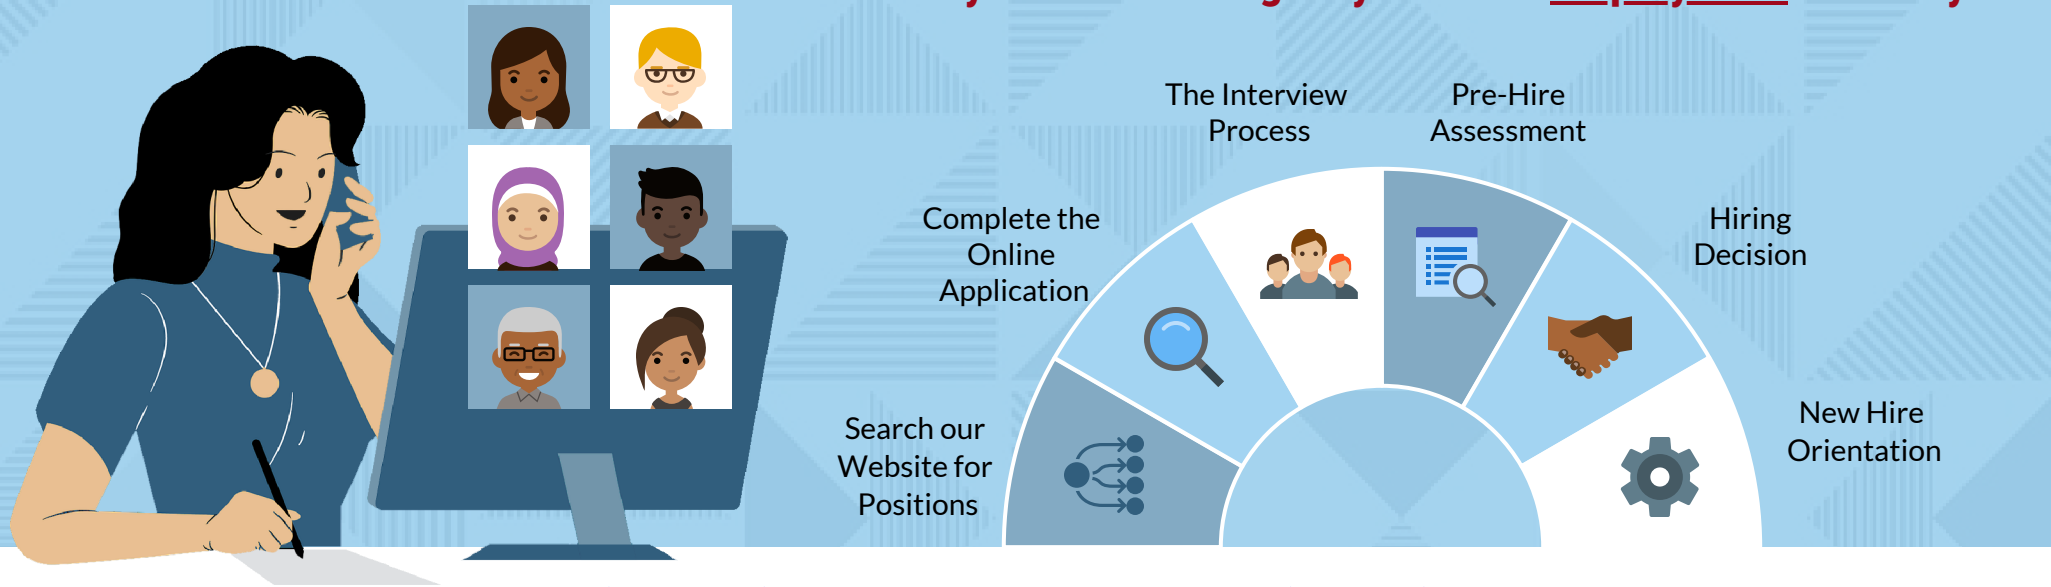 Search our
Website for
Positions
Complete the
Online
Application
The Interview
Process
Pre-Hire
Assessment
Hiring
Decision
New Hire
Orientation